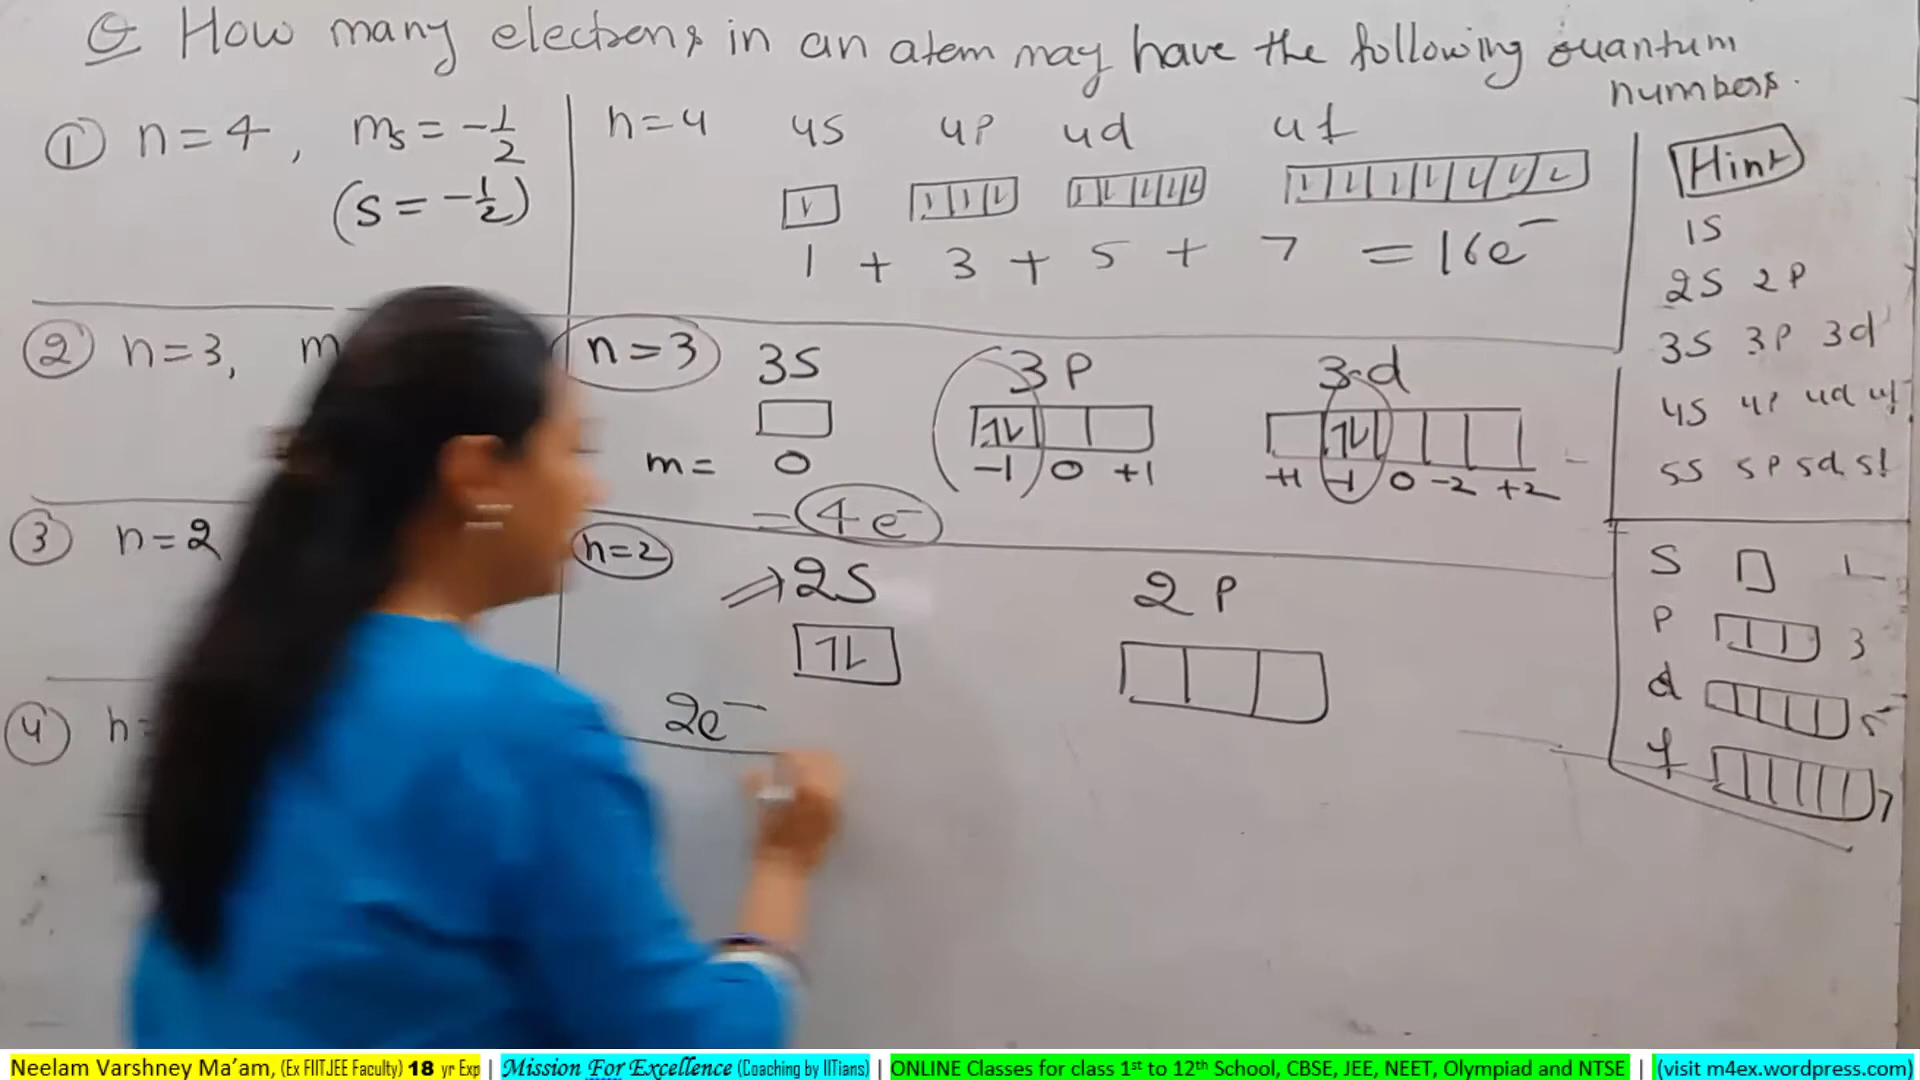 Q How many electrons in an atom may have the following quantum numbers.
① n=4, ms = -1/2
(s = -1/2)
n=4 4s 4p 4d 4f
1 + 3 + 5 + 7 = 16e⁻
② n=3, m
n=3 3s 3p 3d
m= 0 -1 0 +1 +1 -1 0 -2 +2
= 4e⁻
③ n=2
n=2 ⇒2s 2p
2e⁻
④ n=
Hint
1s
2s 2p
3s 3p 3d
4s 4p 4d 4f
5s 5p 5d 5f
s 1
p 3
d 5
f 7
Neelam Varshney Ma'am, (Ex FIITJEE Faculty) 18 yr Exp | Mission For Excellence (Coaching by IITians) | ONLINE Classes for class 1st to 12th School, CBSE, JEE, NEET, Olympiad and NTSE | (visit m4ex.wordpress.com)